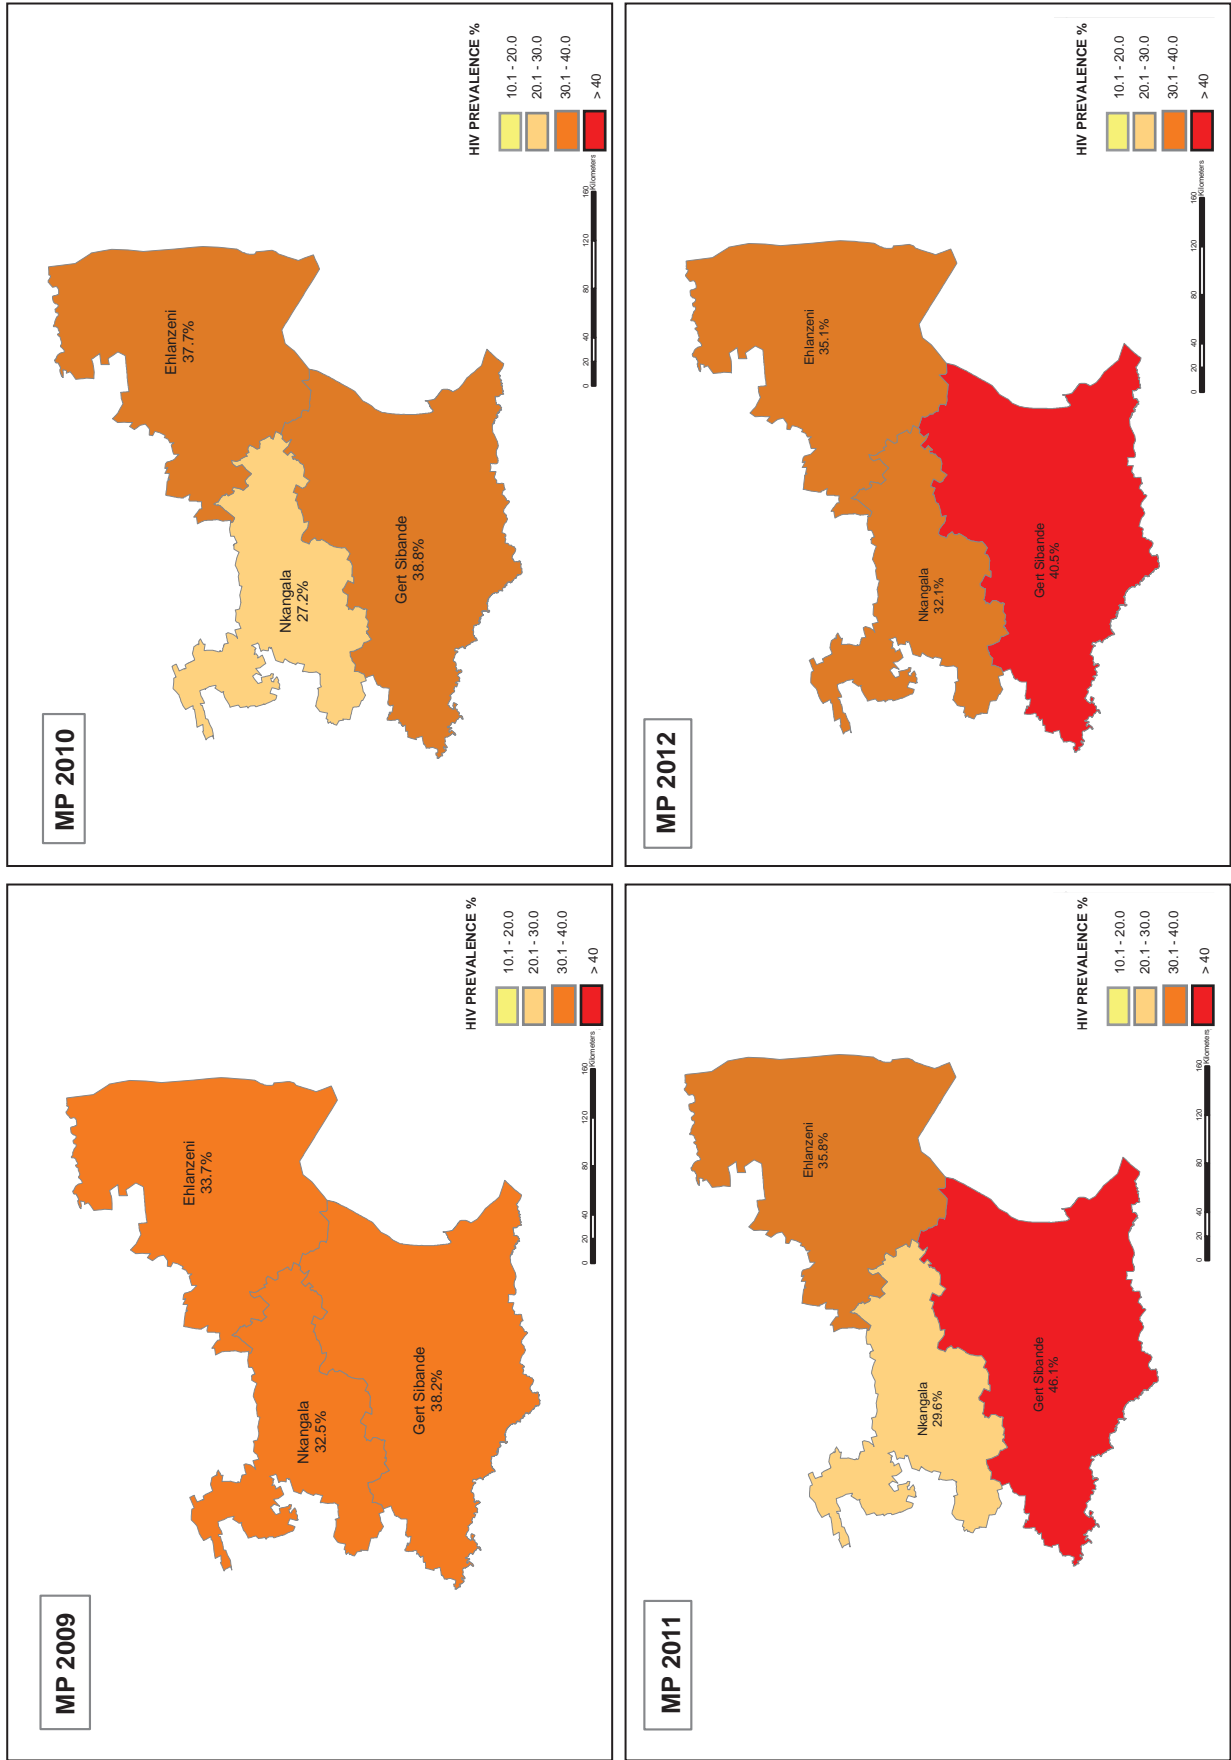 MP 2009
Ehlanzeni
33.7%
Nkangala
32.5%
Gert Sibande
38.2%
HIV PREVALENCE %
10.1 - 20.0
20.1 - 30.0
30.1 - 40.0
> 40
0 20 40 80 120 160
Kilometers
MP 2010
Ehlanzeni
37.7%
Nkangala
27.2%
Gert Sibande
38.8%
HIV PREVALENCE %
10.1 - 20.0
20.1 - 30.0
30.1 - 40.0
> 40
0 20 40 80 120 160
Kilometers
MP 2011
Ehlanzeni
35.8%
Nkangala
29.6%
Gert Sibande
46.1%
HIV PREVALENCE %
10.1 - 20.0
20.1 - 30.0
30.1 - 40.0
> 40
0 20 40 80 120 160
Kilometers
MP 2012
Ehlanzeni
35.1%
Nkangala
32.1%
Gert Sibande
40.5%
HIV PREVALENCE %
10.1 - 20.0
20.1 - 30.0
30.1 - 40.0
> 40
0 20 40 80 120 160
Kilometers